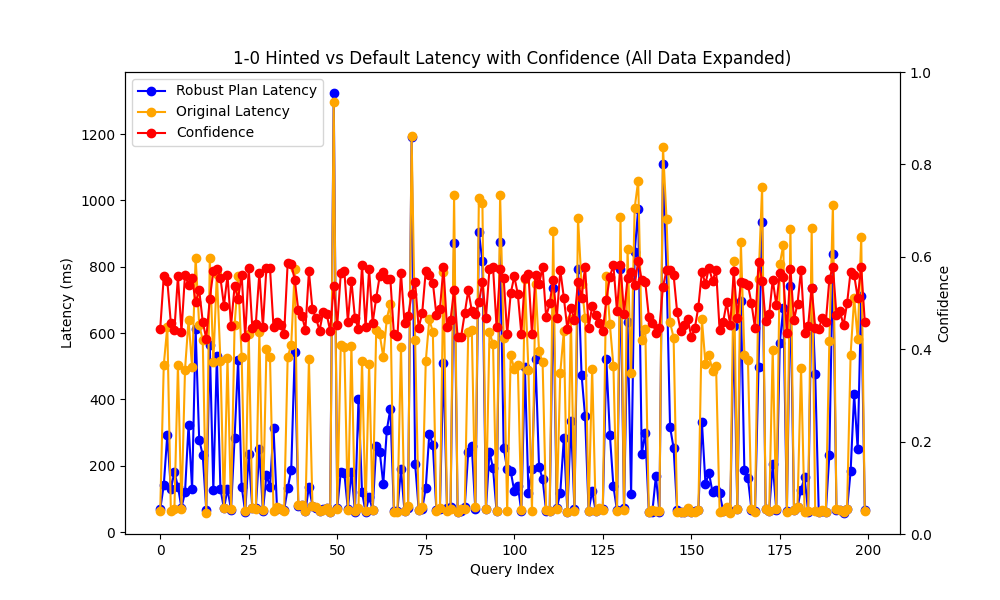 1-0 Hinted vs Default Latency with Confidence (All Data Expanded)
Robust Plan Latency
Original Latency
Confidence
Latency (ms)
1200
1000
800
600
400
200
0
1.0
0.8
0.6
0.4
0.2
0.0
Confidence
0 25 50 75 100 125 150 175 200
Query Index